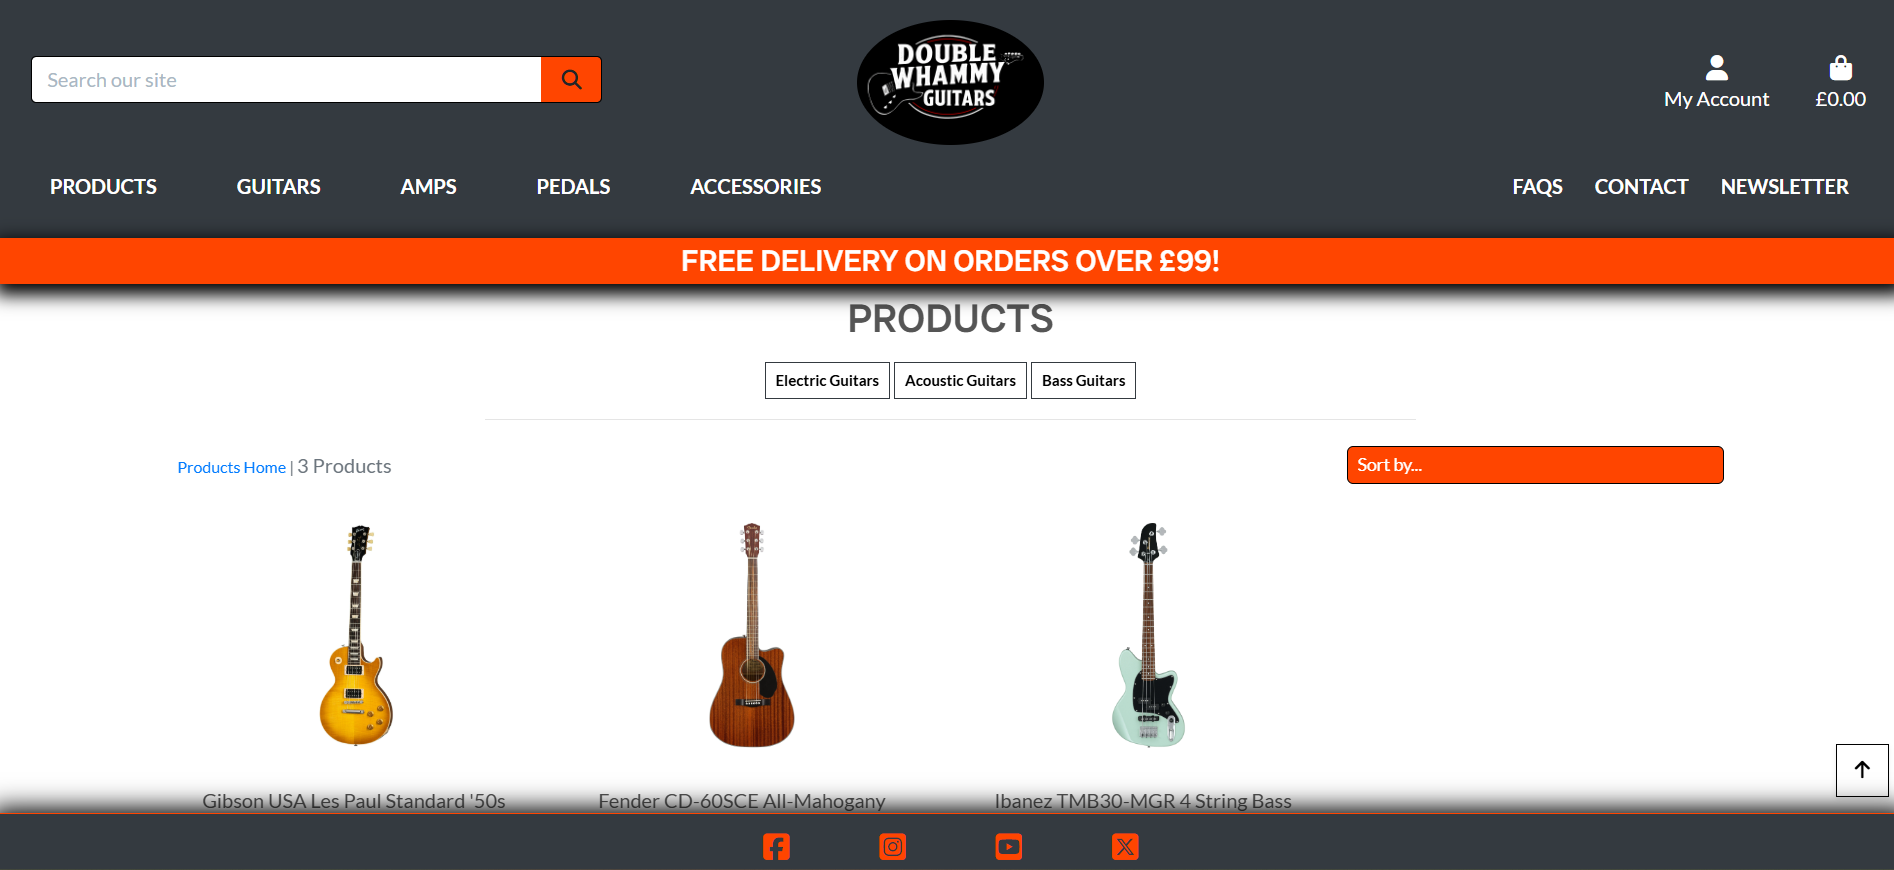 Search our site
DOUBLE
WHAMMY
GUITARS
My Account
£0.00
PRODUCTS
GUITARS
AMPS
PEDALS
ACCESSORIES
FAQS
CONTACT
NEWSLETTER
FREE DELIVERY ON ORDERS OVER £99!
PRODUCTS
Electric Guitars
Acoustic Guitars
Bass Guitars
Products Home | 3 Products
Sort by...
Gibson USA Les Paul Standard '50s
Fender CD-60SCE All-Mahogany
Ibanez TMB30-MGR 4 String Bass